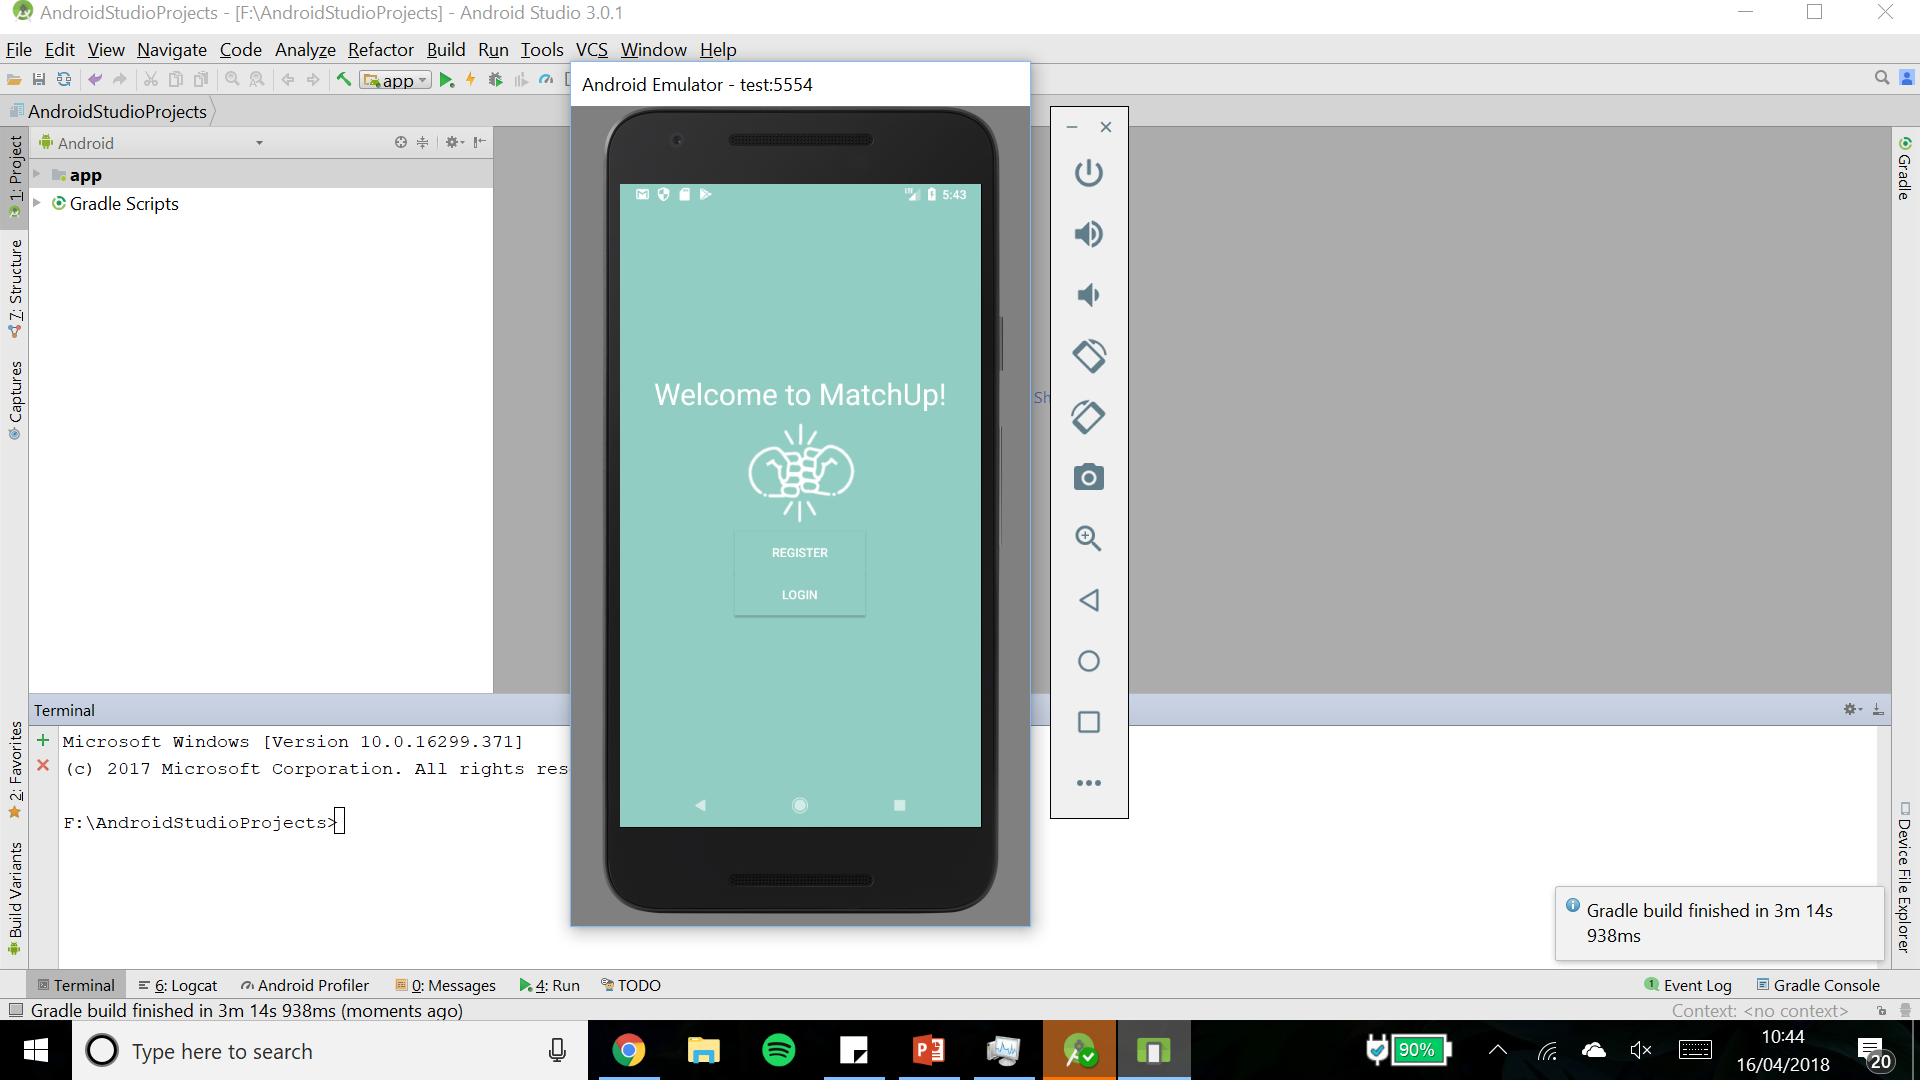 AndroidStudioProjects - [F:\AndroidStudioProjects] - Android Studio 3.0.1
File Edit View Navigate Code Analyze Refactor Build Run Tools VCS Window Help
app
Android Emulator - test:5554
AndroidStudioProjects
Android
app
Gradle Scripts
1: Project
7: Structure
Captures
2: Favorites
Build Variants
Gradle
Device File Explorer
LTE 5:43
Welcome to MatchUp!
REGISTER
LOGIN
Sh
Terminal
Microsoft Windows [Version 10.0.16299.371]
(c) 2017 Microsoft Corporation. All rights res
F:\AndroidStudioProjects>
Gradle build finished in 3m 14s
938ms
Terminal 6: Logcat Android Profiler 0: Messages 4: Run TODO 1 Event Log Gradle Console
Gradle build finished in 3m 14s 938ms (moments ago) Context: <no context>
Type here to search
90%
10:44
16/04/2018
20